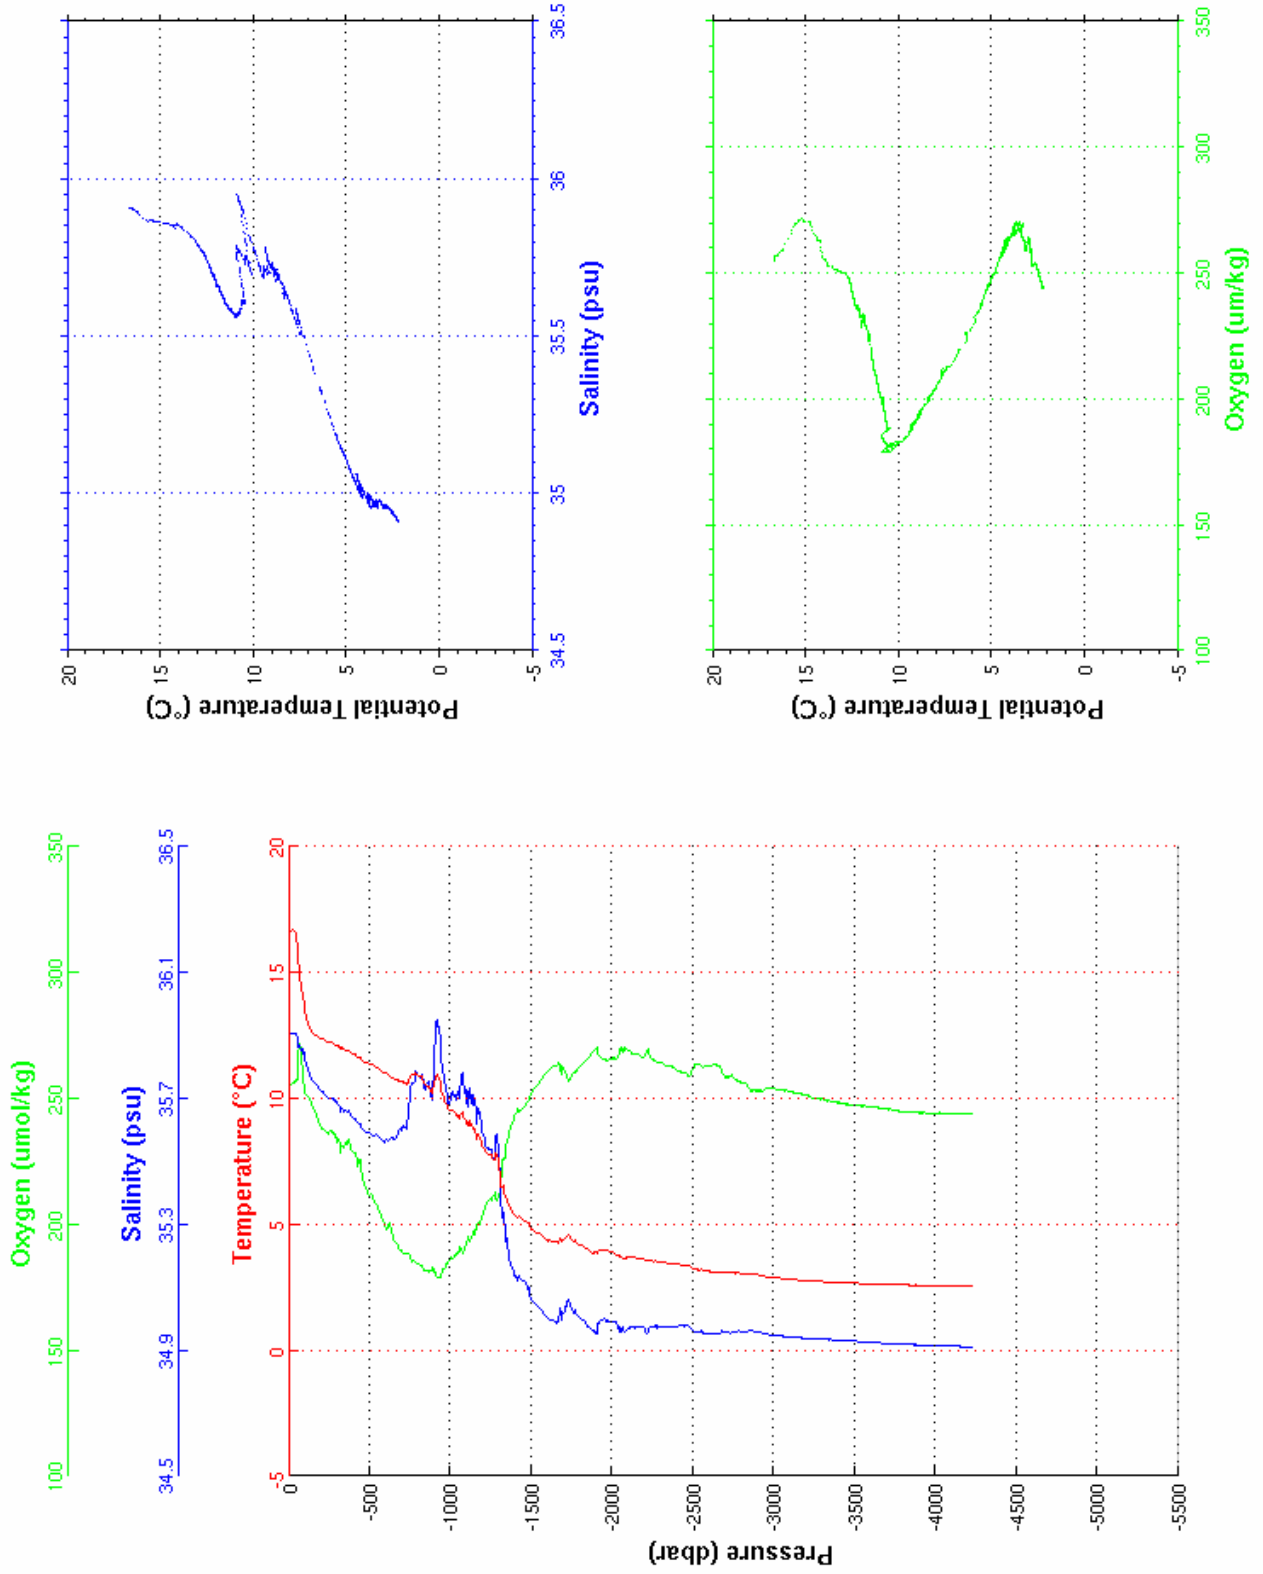 Oxygen (umol/kg)
100 150 200 250 300 350
Salinity (psu)
34.5 34.9 35.3 35.7 36.1 36.5
Temperature (°C)
-5 0 5 10 15 20
0
-500
-1000
-1500
-2000
-2500
-3000
-3500
-4000
-4500
-5000
-5500
Pressure (dbar)
20
15
10
5
0
-5
Potential Temperature (°C)
34.5 35 35.5 36 36.5
Salinity (psu)
20
15
10
5
0
-5
Potential Temperature (°C)
100 150 200 250 300 350
Oxygen (um/kg)